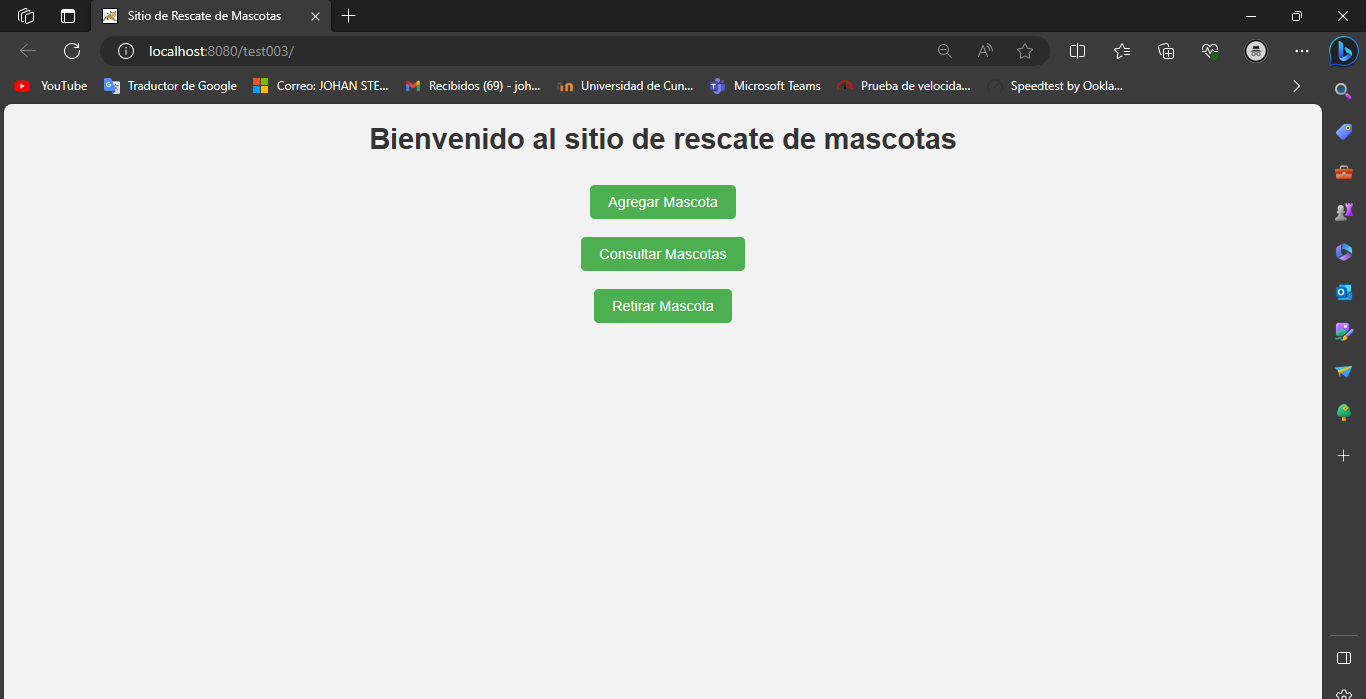 Sitio de Rescate de Mascotas
localhost:8080/test003/
YouTube Traductor de Google Correo: JOHAN STE... Recibidos (69) - joh... Universidad de Cun... Microsoft Teams Prueba de velocida... Speedtest by Ookla...
Bienvenido al sitio de rescate de mascotas
Agregar Mascota
Consultar Mascotas
Retirar Mascota